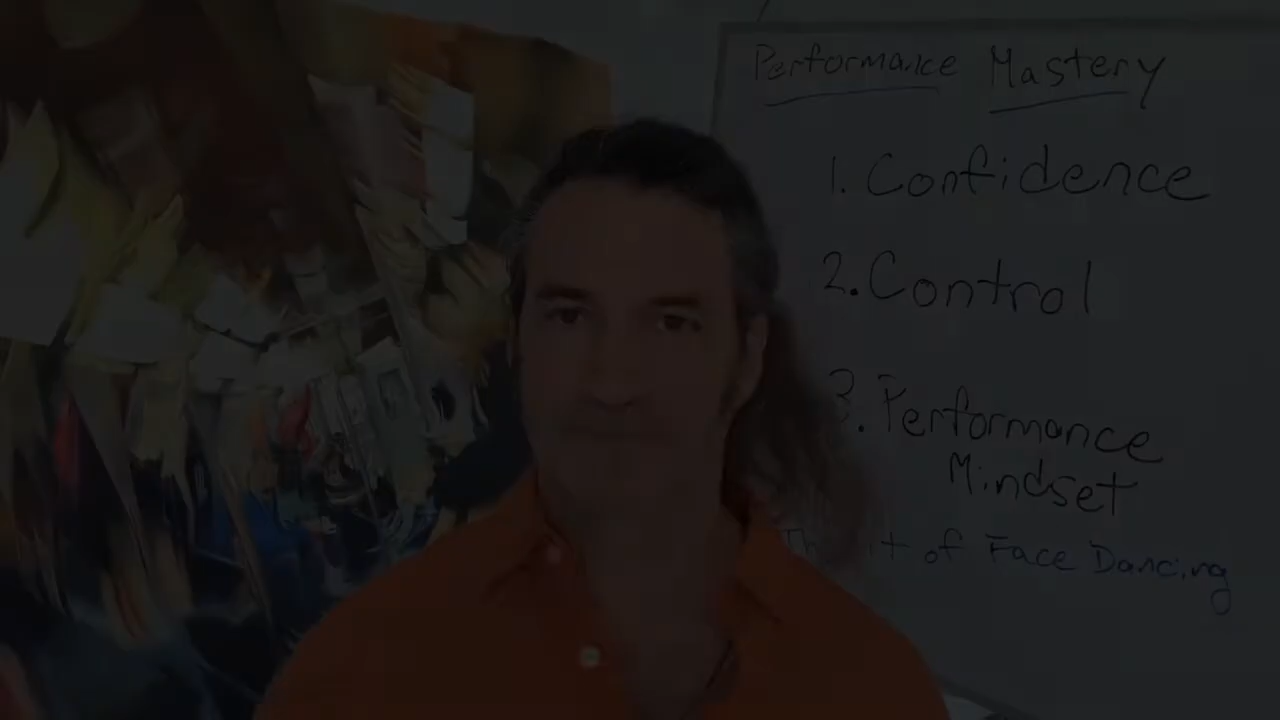 Performance Mastery
1. Confidence
2. Control
3. Performance
Mindset
of Face Dancing